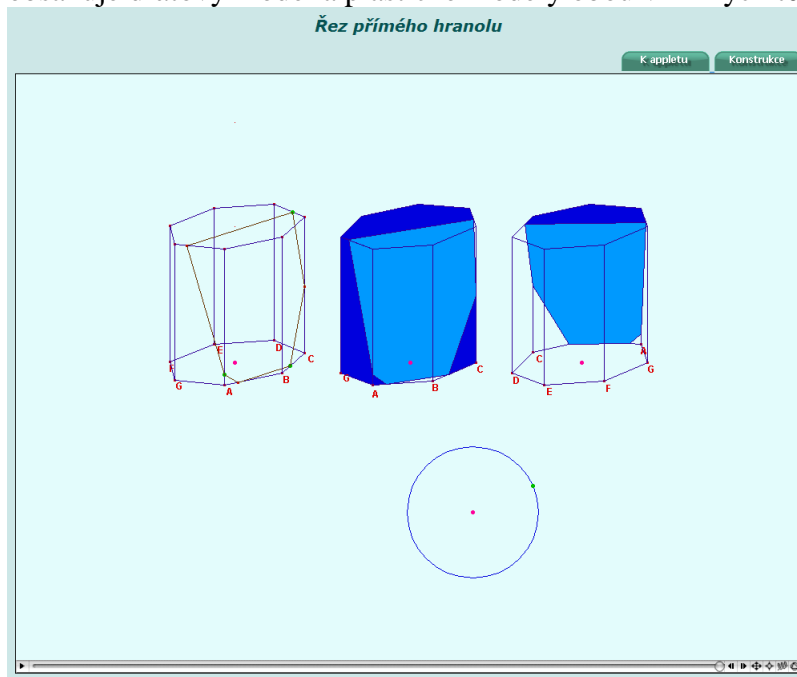 Řez přímého hranolu
K appletu Konstrukce
E D C
F
G A B
G A B C
D C E F A G